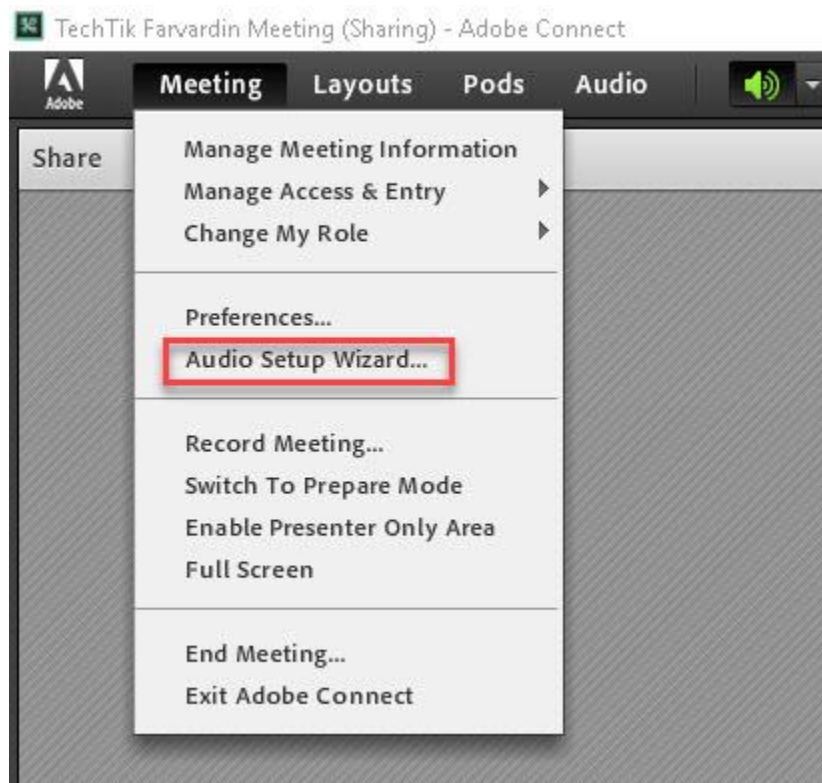 TechTik Farvardin Meeting (Sharing) - Adobe Connect
Adobe Meeting Layouts Pods Audio
Share
Manage Meeting Information
Manage Access & Entry
Change My Role
Preferences...
Audio Setup Wizard...
Record Meeting...
Switch To Prepare Mode
Enable Presenter Only Area
Full Screen
End Meeting...
Exit Adobe Connect